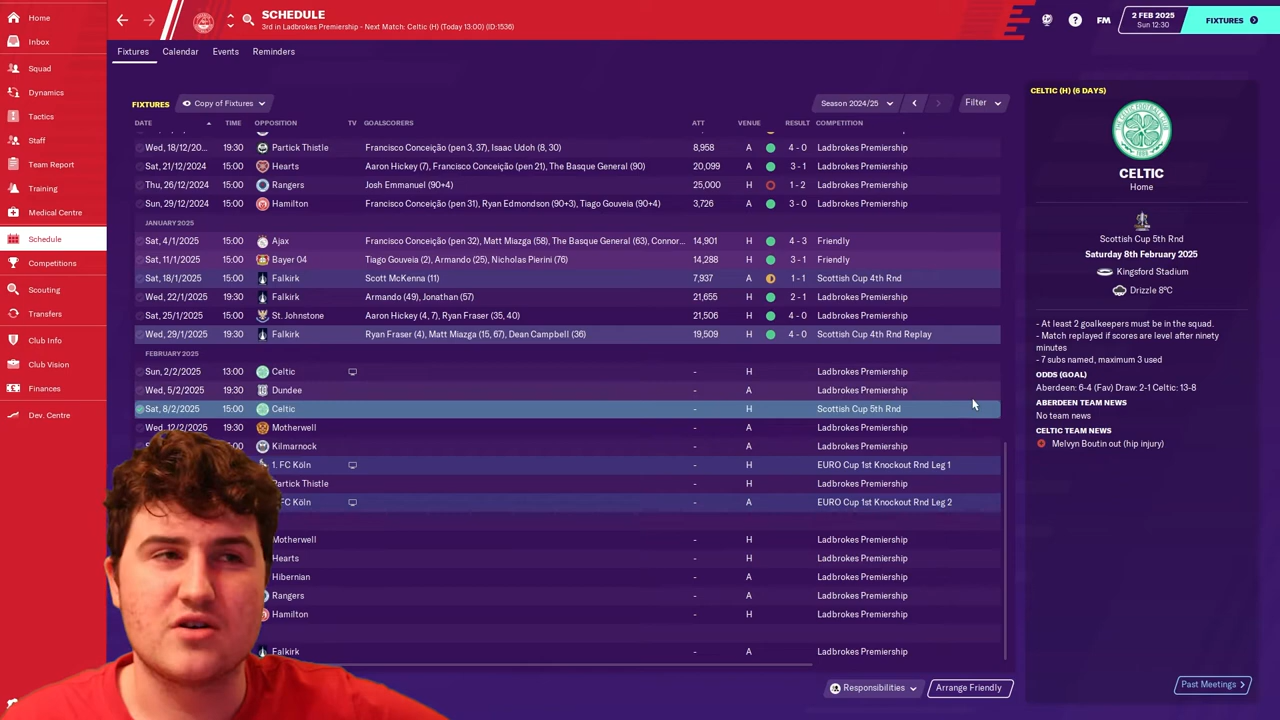 Home
Inbox
Squad
Dynamics
Tactics
Staff
Team Report
Training
Medical Centre
Schedule
Competitions
Scouting
Transfers
Club Info
Club Vision
Finances
Dev. Centre
SCHEDULE
3rd in Ladbrokes Premiership - Next Match: Celtic (H) (Today 13:00) (ID:1536)
FM
2 FEB 2025
Sun 12:30
FIXTURES
Fixtures Calendar Events Reminders
FIXTURES Copy of Fixtures Season 2024/25 Filter
DATE TIME OPPOSITION TV GOALSCORERS ATT VENUE RESULT COMPETITION
Wed, 18/12/20... 19:30 Partick Thistle Francisco Conceição (pen 3, 37), Isaac Udoh (8, 30) 8,958 A 4 - 0 Ladbrokes Premiership
Sat, 21/12/2024 15:00 Hearts Aaron Hickey (7), Francisco Conceição (pen 21), The Basque General (90) 20,099 A 3 - 1 Ladbrokes Premiership
Thu, 26/12/2024 15:00 Rangers Josh Emmanuel (90+4) 25,000 H 1 - 2 Ladbrokes Premiership
Sun, 29/12/2024 15:00 Hamilton Francisco Conceição (pen 31), Ryan Edmondson (90+3), Tiago Gouveia (90+4) 3,726 A 3 - 0 Ladbrokes Premiership
JANUARY 2025
Sat, 4/1/2025 15:00 Ajax Francisco Conceição (pen 32), Matt Miazga (58), The Basque General (63), Connor... 14,901 H 4 - 3 Friendly
Sat, 11/1/2025 15:00 Bayer 04 Tiago Gouveia (2), Armando (25), Nicholas Pierini (76) 14,288 H 3 - 1 Friendly
Sat, 18/1/2025 15:00 Falkirk Scott McKenna (11) 7,937 A 1 - 1 Scottish Cup 4th Rnd
Wed, 22/1/2025 19:30 Falkirk Armando (49), Jonathan (57) 21,655 H 2 - 1 Ladbrokes Premiership
Sat, 25/1/2025 15:00 St. Johnstone Aaron Hickey (4, 7), Ryan Fraser (35, 40) 21,506 H 4 - 0 Ladbrokes Premiership
Wed, 29/1/2025 19:30 Falkirk Ryan Fraser (4), Matt Miazga (15, 67), Dean Campbell (36) 19,509 H 4 - 0 Scottish Cup 4th Rnd Replay
FEBRUARY 2025
Sun, 2/2/2025 13:00 Celtic - H Ladbrokes Premiership
Wed, 5/2/2025 19:30 Dundee - A Ladbrokes Premiership
Sat, 8/2/2025 15:00 Celtic - H Scottish Cup 5th Rnd
Wed, 12/2/2025 19:30 Motherwell - A Ladbrokes Premiership
Kilmarnock - A Ladbrokes Premiership
1. FC Köln - H EURO Cup 1st Knockout Rnd Leg 1
Partick Thistle - H Ladbrokes Premiership
FC Köln - A EURO Cup 1st Knockout Rnd Leg 2
Motherwell - H Ladbrokes Premiership
Hearts - H Ladbrokes Premiership
Hibernian - A Ladbrokes Premiership
Rangers - A Ladbrokes Premiership
Hamilton - H Ladbrokes Premiership
Falkirk - A Ladbrokes Premiership
Responsibilities Arrange Friendly
CELTIC (H) (6 DAYS)
CELTIC
Home
Scottish Cup 5th Rnd
Saturday 8th February 2025
Kingsford Stadium
Drizzle 8ºC
- At least 2 goalkeepers must be in the squad.
- Match replayed if scores are level after ninety
minutes
- 7 subs named, maximum 3 used
ODDS (GOAL)
Aberdeen: 6-4 (Fav) Draw: 2-1 Celtic: 13-8
ABERDEEN TEAM NEWS
No team news
CELTIC TEAM NEWS
Melvyn Boutin out (hip injury)
Past Meetings